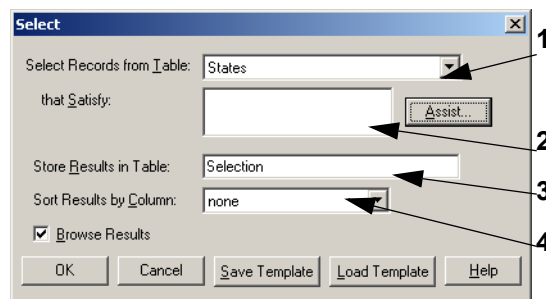 Select
1
Select Records from Table: States
that Satisfy:
Assist...
2
Store Results in Table: Selection
3
Sort Results by Column: none
4
Browse Results
OK Cancel Save Template Load Template Help